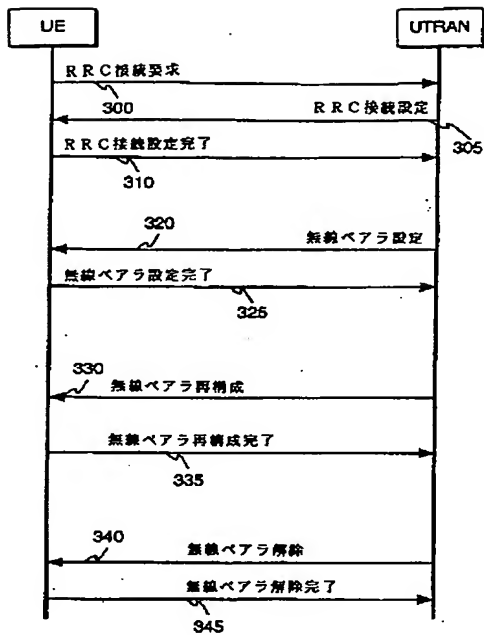 UE
UTRAN
RRC接続要求
300
RRC接続設定
305
RRC接続設定完了
310
320
無線ベアラ設定
無線ベアラ設定完了
325
330
無線ベアラ再構成
無線ベアラ再構成完了
335
340
無線ベアラ解除
無線ベアラ解除完了
345